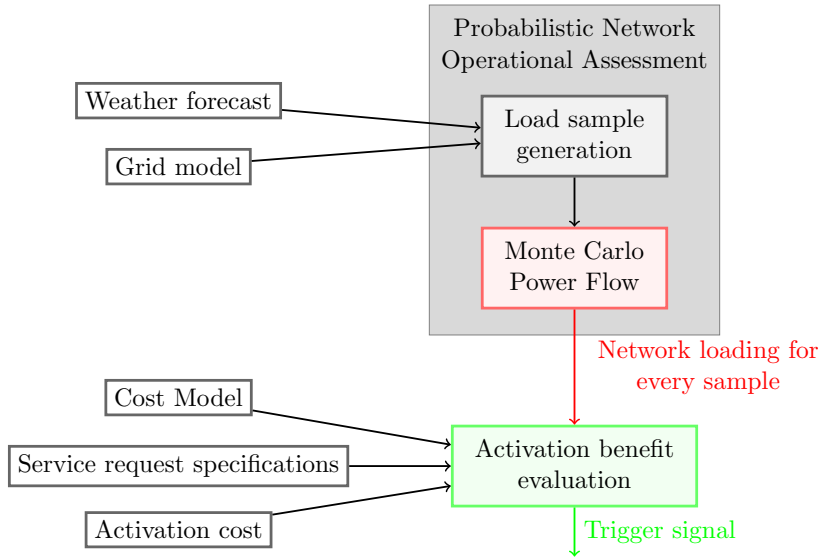 Probabilistic Network
Operational Assessment
Weather forecast
Grid model
Load sample
generation
Monte Carlo
Power Flow
Network loading for
every sample
Cost Model
Service request specifications
Activation cost
Activation benefit
evaluation
Trigger signal